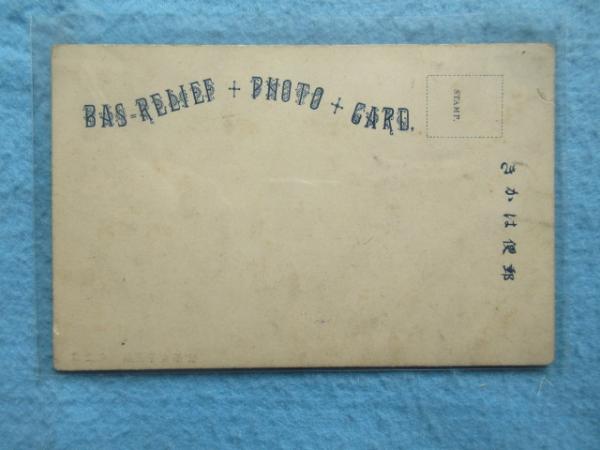 BAS=RELIEF + PHOTO + CARD.
STAMP.
きかは便郵